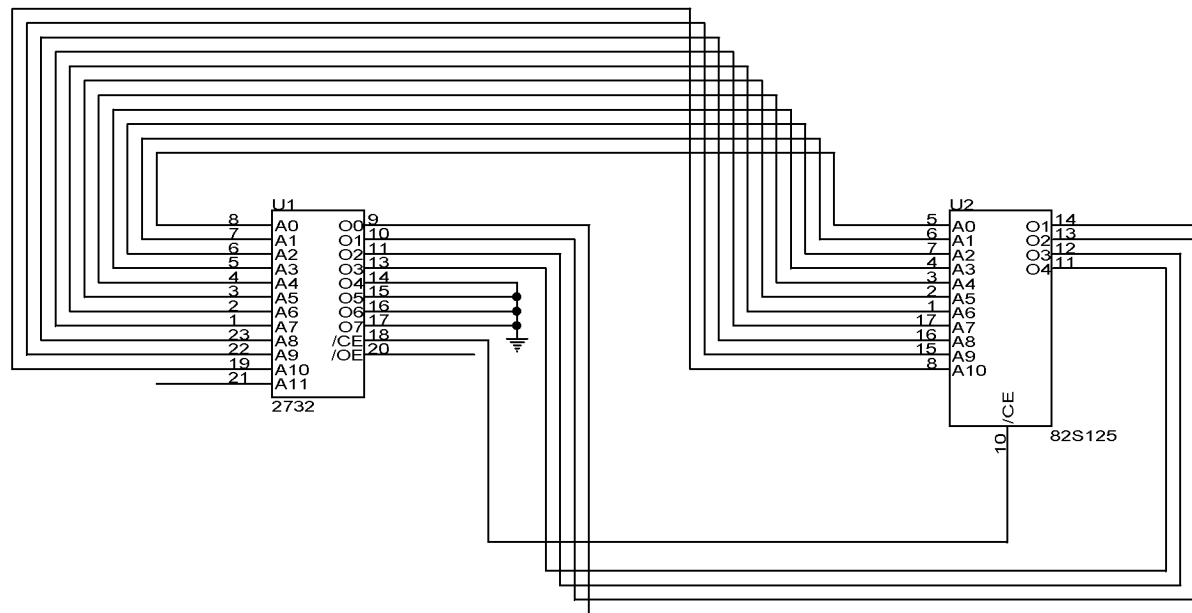 U1
8 A0 O0 9
7 A1 O1 10
6 A2 O2 11
5 A3 O3 13
4 A4 O4 14
3 A5 O5 15
2 A6 O6 16
1 A7 O7 17
23 A8 /CE 18
22 A9 /OE 20
19 A10
21 A11
2732
U2
5 A0 O1 14
6 A1 O2 13
7 A2 O3 12
4 A3 O4 11
3 A4
2 A5
1 A6
17 A7
16 A8
15 A9
8 A10
/CE
10
82S125